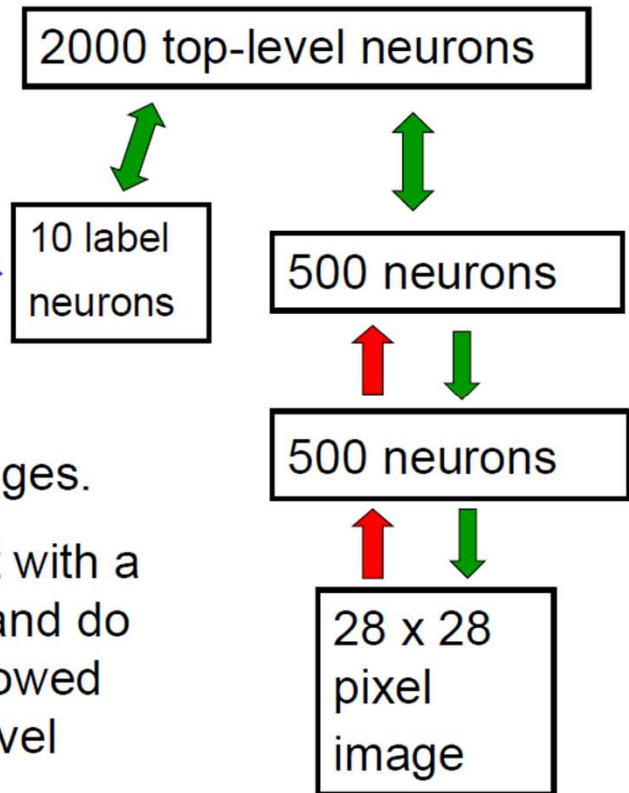 2000 top-level neurons
10 label
neurons
500 neurons
500 neurons
28 x 28
pixel
image
ges.
with a
and do
owed
vel